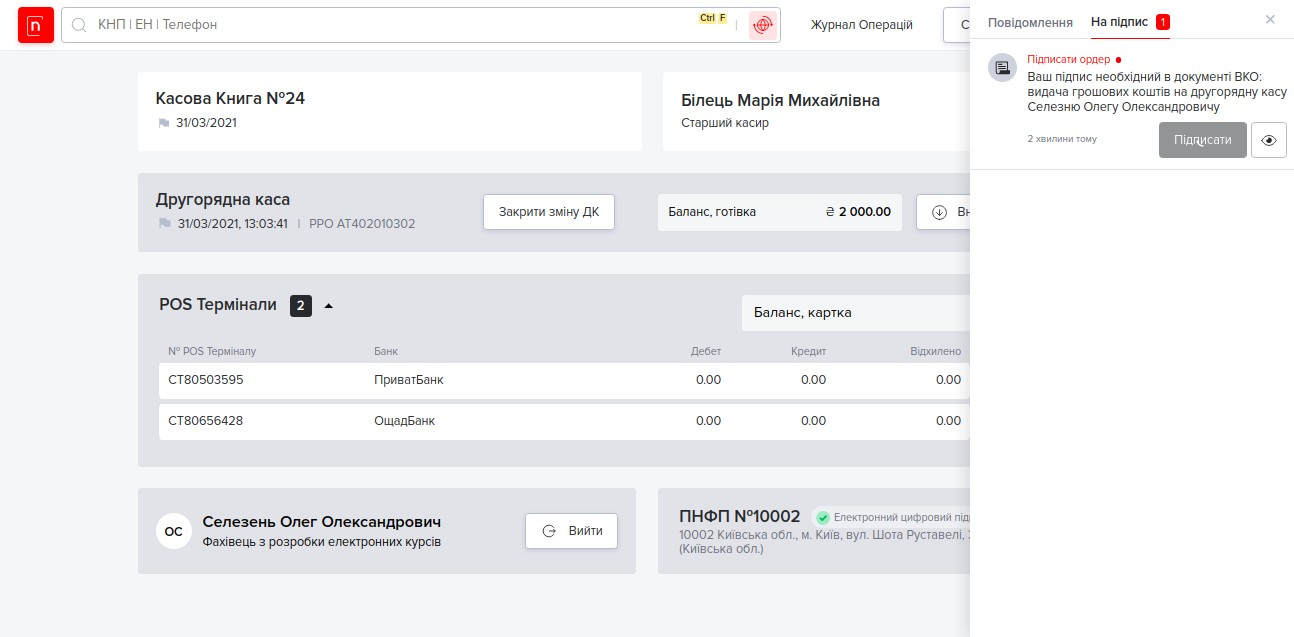 n
КНП | ЕН | Телефон
Ctrl F
Журнал Операцій
С
Повідомлення
На підпис 1
Підписати ордер
Ваш підпис необхідний в документі ВКО:
видача грошових коштів на другорядну касу
Селезню Олегу Олександровичу
2 хвилини тому
Підписати
Касова Книга №24
31/03/2021
Білець Марія Михайлівна
Старший касир
Другорядна каса
31/03/2021, 13:03:41 | РРО АТ402010302
Закрити зміну ДК
Баланс, готівка ₴ 2 000.00
POS Термінали 2
Баланс, картка
№ POS Терміналу Банк Дебет Кредит Відхилено
СТ80503595 ПриватБанк 0.00 0.00 0.00
СТ80656428 ОщадБанк 0.00 0.00 0.00
ОС
Селезень Олег Олександрович
Фахівець з розробки електронних курсів
Вийти
ПНФП №10002 Електронний цифровий під
10002 Київська обл., м. Київ, вул. Шота Руставелі,
(Київська обл.)